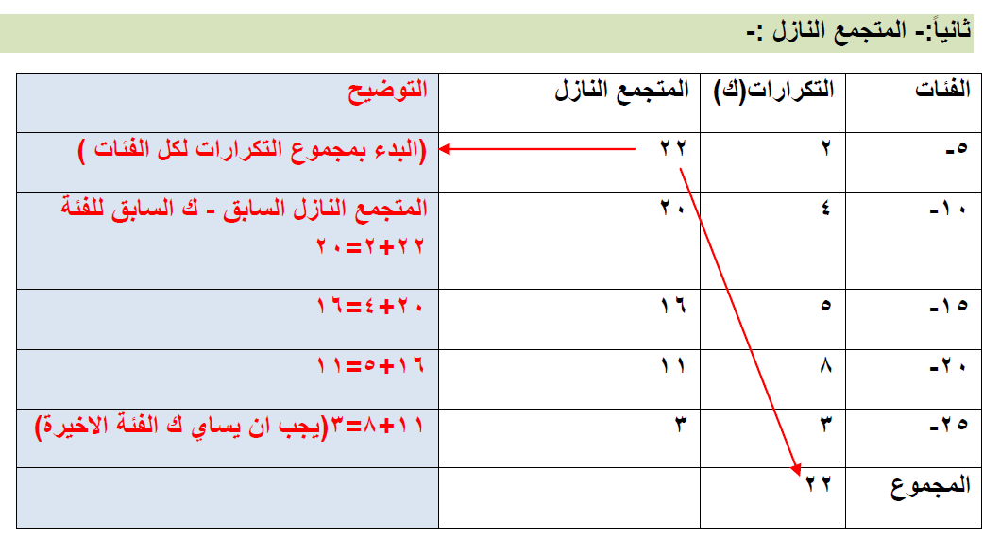 ثانياً:- المتجمع النازل :-
الفئات التكرارات(ك) المتجمع النازل التوضيح
٥- ٢ ٢٢ (البدء بمجموع التكرارات لكل الفئات )
١٠- ٤ ٢٠ المتجمع النازل السابق - ك السابق للفئة
٢٢+٢=٢٠
١٥- ٥ ١٦ ٢٠+٤=١٦
٢٠- ٨ ١١ ١٦+٥=١١
٢٥- ٣ ٣ ١١+٨=٣(يجب ان يساي ك الفئة الاخيرة)
المجموع ٢٢